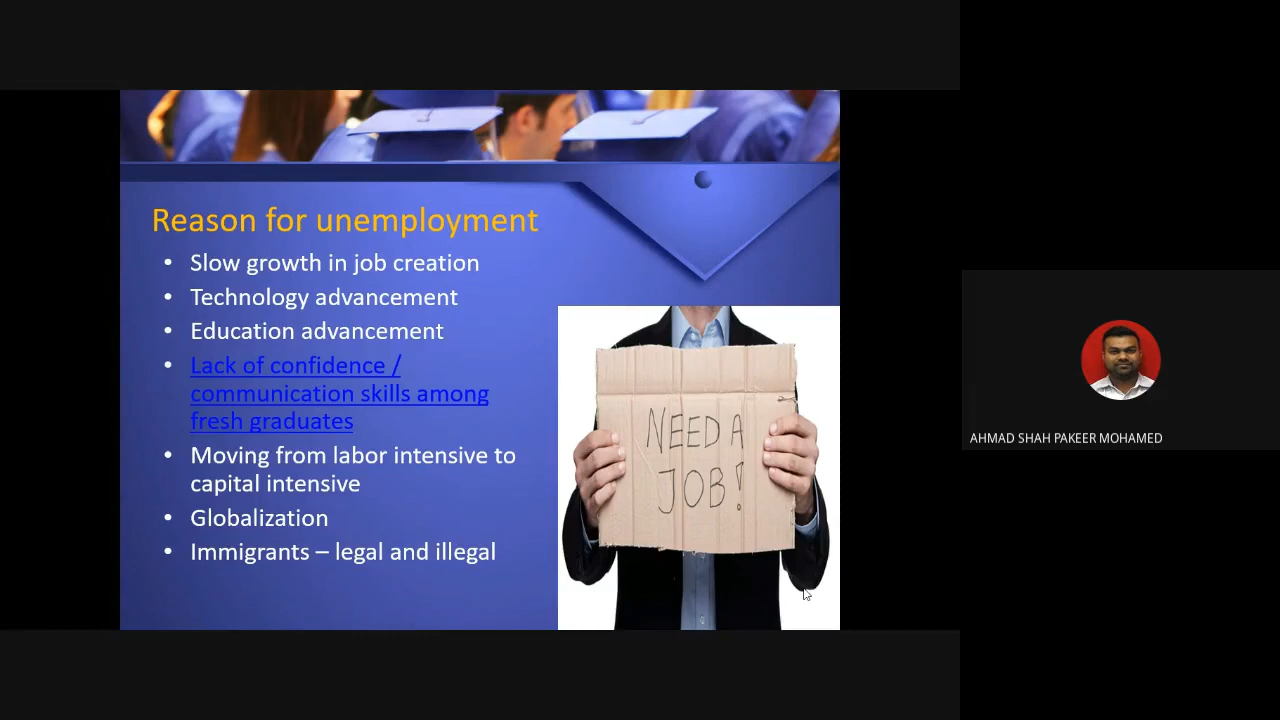 Reason for unemployment
• Slow growth in job creation
• Technology advancement
• Education advancement
• Lack of confidence /
communication skills among
fresh graduates
• Moving from labor intensive to
capital intensive
• Globalization
• Immigrants – legal and illegal
NEED A
JOB!
AHMAD SHAH PAKEER MOHAMED